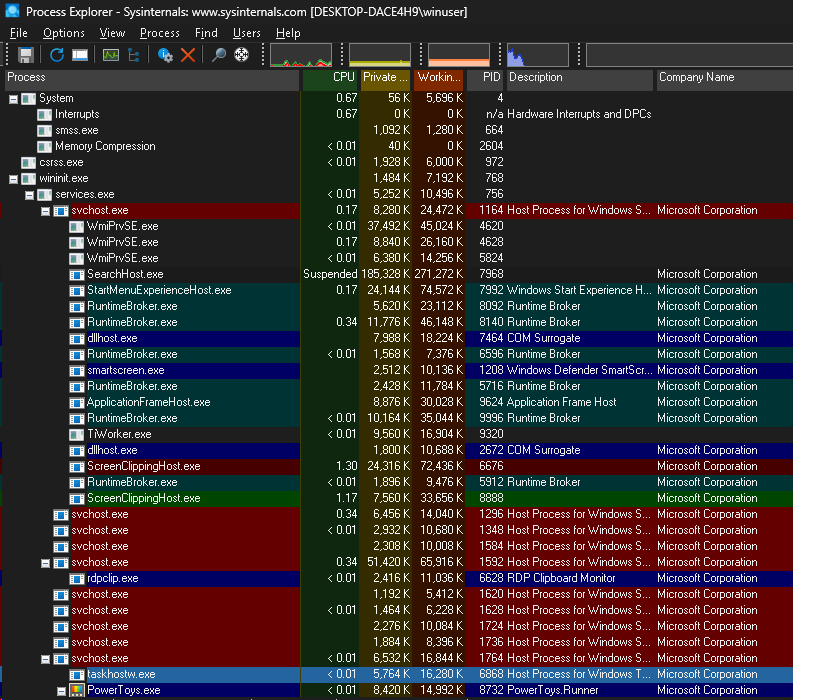 Process Explorer - Sysinternals: www.sysinternals.com [DESKTOP-DACE4H9\winuser]
File Options View Process Find Users Help
Process CPU Private ... Workin... PID Description Company Name
System 0.67 56 K 5,696 K 4
Interrupts 0.67 0 K 0 K n/a Hardware Interrupts and DPCs
smss.exe 1,092 K 1,280 K 664
Memory Compression 40 K 0 K 2604
csrss.exe < 0.01 1,928 K 6,000 K 972
wininit.exe 1,484 K 7,192 K 768
services.exe < 0.01 5,252 K 10,496 K 756
svchost.exe 0.17 8,280 K 24,472 K 1164 Host Process for Windows S... Microsoft Corporation
WmiPrvSE.exe < 0.01 37,492 K 45,024 K 4620
WmiPrvSE.exe 0.17 8,840 K 26,160 K 4628
WmiPrvSE.exe < 0.01 6,380 K 14,256 K 5824
SearchHost.exe Suspended 185,328 K 271,272 K 7968 Microsoft Corporation
StartMenuExperienceHost.exe 0.17 24,144 K 74,572 K 7992 Windows Start Experience H... Microsoft Corporation
RuntimeBroker.exe 5,620 K 23,112 K 8092 Runtime Broker Microsoft Corporation
RuntimeBroker.exe 0.34 11,776 K 46,148 K 8140 Runtime Broker Microsoft Corporation
dllhost.exe 7,988 K 18,224 K 7464 COM Surrogate Microsoft Corporation
RuntimeBroker.exe < 0.01 1,568 K 7,376 K 6596 Runtime Broker Microsoft Corporation
smartscreen.exe 2,512 K 10,136 K 1208 Windows Defender SmartScr... Microsoft Corporation
RuntimeBroker.exe 2,428 K 11,784 K 5716 Runtime Broker Microsoft Corporation
ApplicationFrameHost.exe 8,876 K 30,028 K 9624 Application Frame Host Microsoft Corporation
RuntimeBroker.exe < 0.01 10,164 K 35,044 K 9996 Runtime Broker Microsoft Corporation
TiWorker.exe < 0.01 9,560 K 16,904 K 9320
dllhost.exe 1,800 K 10,688 K 2672 COM Surrogate Microsoft Corporation
ScreenClippingHost.exe 1.30 24,316 K 72,436 K 6676 Microsoft Corporation
RuntimeBroker.exe < 0.01 1,896 K 9,476 K 5912 Runtime Broker Microsoft Corporation
ScreenClippingHost.exe 1.17 7,560 K 33,656 K 8888 Microsoft Corporation
svchost.exe 0.34 6,456 K 14,040 K 1296 Host Process for Windows S... Microsoft Corporation
svchost.exe < 0.01 2,932 K 10,680 K 1348 Host Process for Windows S... Microsoft Corporation
svchost.exe 2,308 K 10,008 K 1584 Host Process for Windows S... Microsoft Corporation
svchost.exe 0.34 51,420 K 65,916 K 1592 Host Process for Windows S... Microsoft Corporation
rdpclip.exe < 0.01 2,416 K 11,036 K 6628 RDP Clipboard Monitor Microsoft Corporation
svchost.exe 1,192 K 5,412 K 1620 Host Process for Windows S... Microsoft Corporation
svchost.exe < 0.01 1,464 K 6,228 K 1628 Host Process for Windows S... Microsoft Corporation
svchost.exe 2,276 K 10,084 K 1724 Host Process for Windows S... Microsoft Corporation
svchost.exe 1,884 K 8,396 K 1736 Host Process for Windows S... Microsoft Corporation
svchost.exe < 0.01 6,532 K 16,844 K 1764 Host Process for Windows S... Microsoft Corporation
taskhostw.exe < 0.01 5,764 K 16,280 K 6868 Host Process for Windows T... Microsoft Corporation
PowerToys.exe < 0.01 8,420 K 14,992 K 8732 PowerToys.Runner Microsoft Corporation